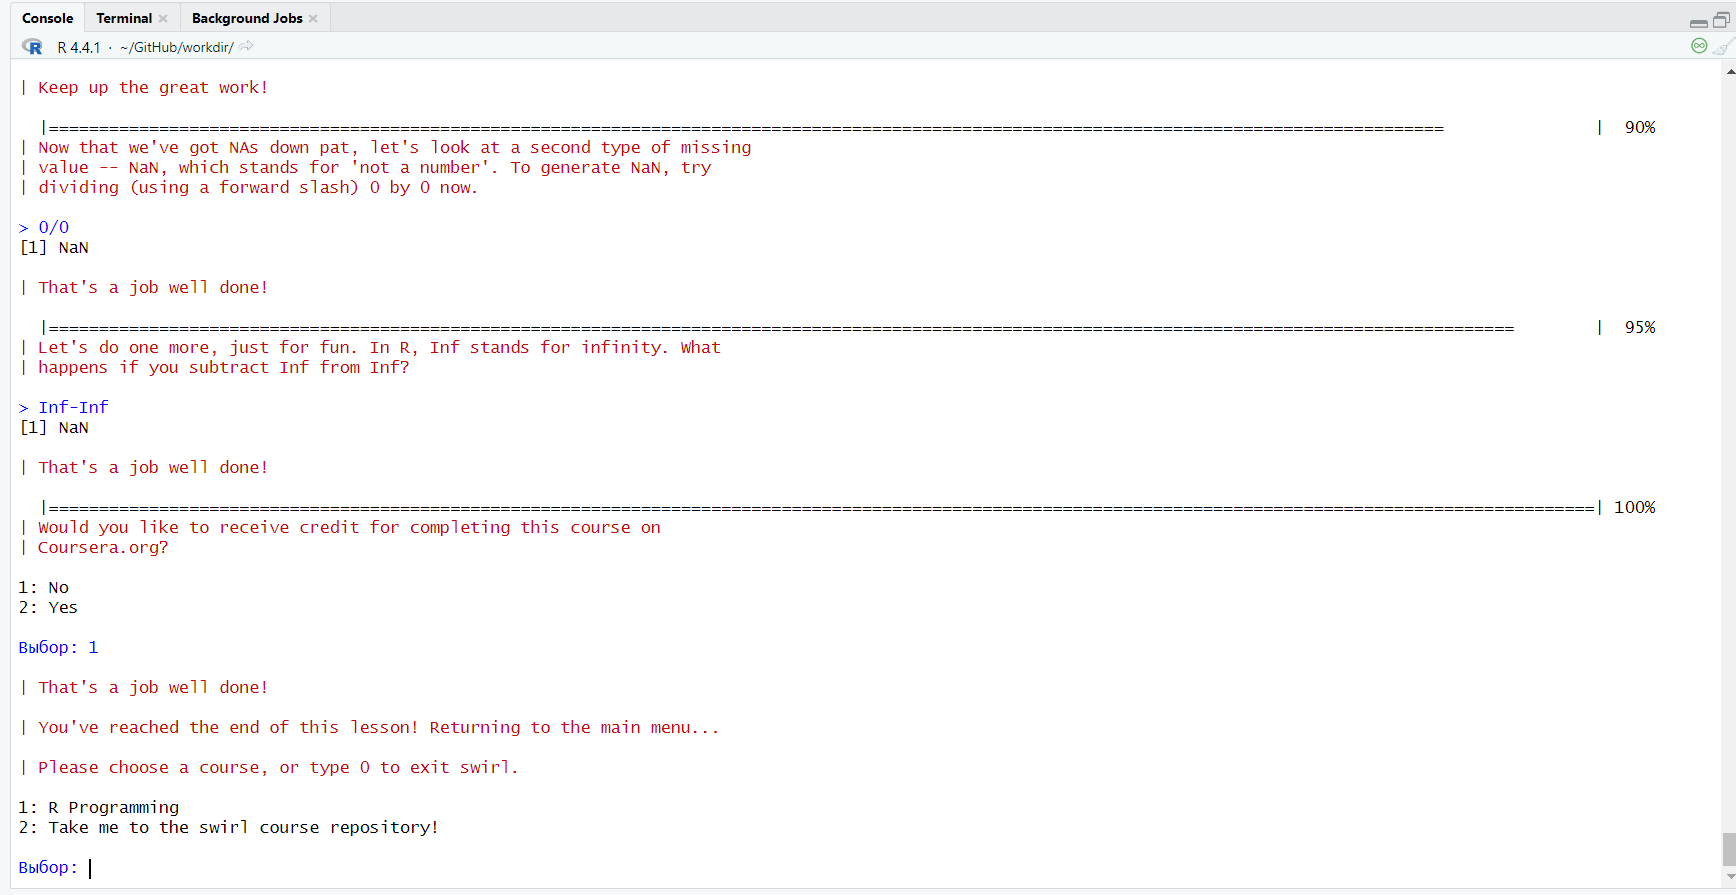 Console Terminal Background Jobs
R 4.4.1 · ~/GitHub/workdir/
| Keep up the great work!
|===========================================================================================================================================| 90%
| Now that we've got NAs down pat, let's look at a second type of missing
| value -- NaN, which stands for 'not a number'. To generate NaN, try
| dividing (using a forward slash) 0 by 0 now.
> 0/0
[1] NaN
| That's a job well done!
|==================================================================================================================================================| 95%
| Let's do one more, just for fun. In R, Inf stands for infinity. What
| happens if you subtract Inf from Inf?
> Inf-Inf
[1] NaN
| That's a job well done!
|==========================================================================================================================================================| 100%
| Would you like to receive credit for completing this course on
| Coursera.org?
1: No
2: Yes
Выбор: 1
| That's a job well done!
| You've reached the end of this lesson! Returning to the main menu...
| Please choose a course, or type 0 to exit swirl.
1: R Programming
2: Take me to the swirl course repository!
Выбор: